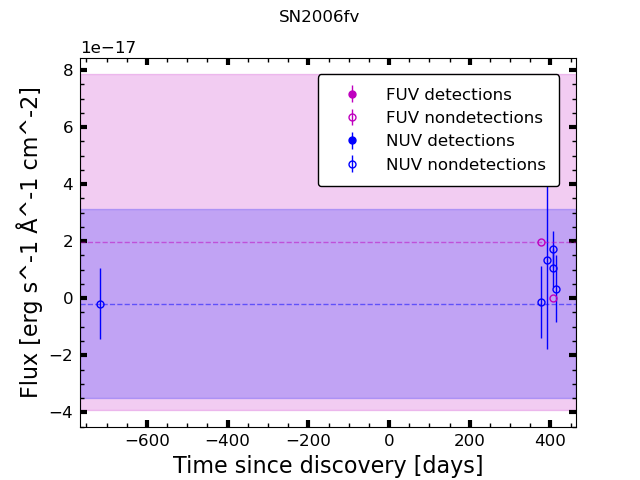 SN2006fv
1e−17
8
6
4
2
0
−2
−4
Flux [erg s^-1 Å^-1 cm^-2]
FUV detections
FUV nondetections
NUV detections
NUV nondetections
−600
−400
−200
0
200
400
Time since discovery [days]